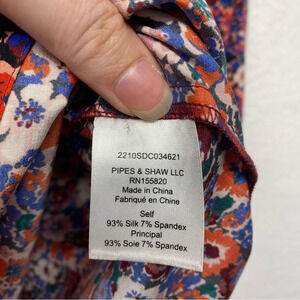 2210SDC034621
PIPES & SHAW LLC
RN155820
Made in China
Fabriqué en Chine
Self
93% Silk 7% Spandex
Principal
93% Soie 7% Spandex